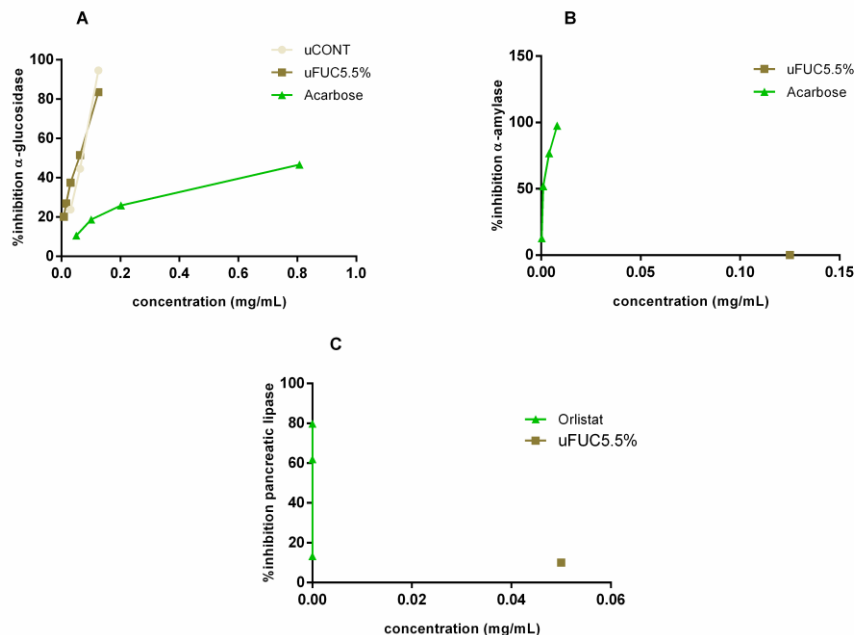 A
uCONT
uFUC5.5%
Acarbose
%inhibition α-glucosidase
100
80
60
40
20
0
0.0
0.2
0.4
0.6
0.8
1.0
concentration (mg/mL)
B
uFUC5.5%
Acarbose
%inhibition α-amylase
150
100
50
0
0.00
0.05
0.10
0.15
concentration (mg/mL)
C
Orlistat
uFUC5.5%
%inhibition pancreatic lipase
100
80
60
40
20
0
0.00
0.02
0.04
0.06
concentration (mg/mL)